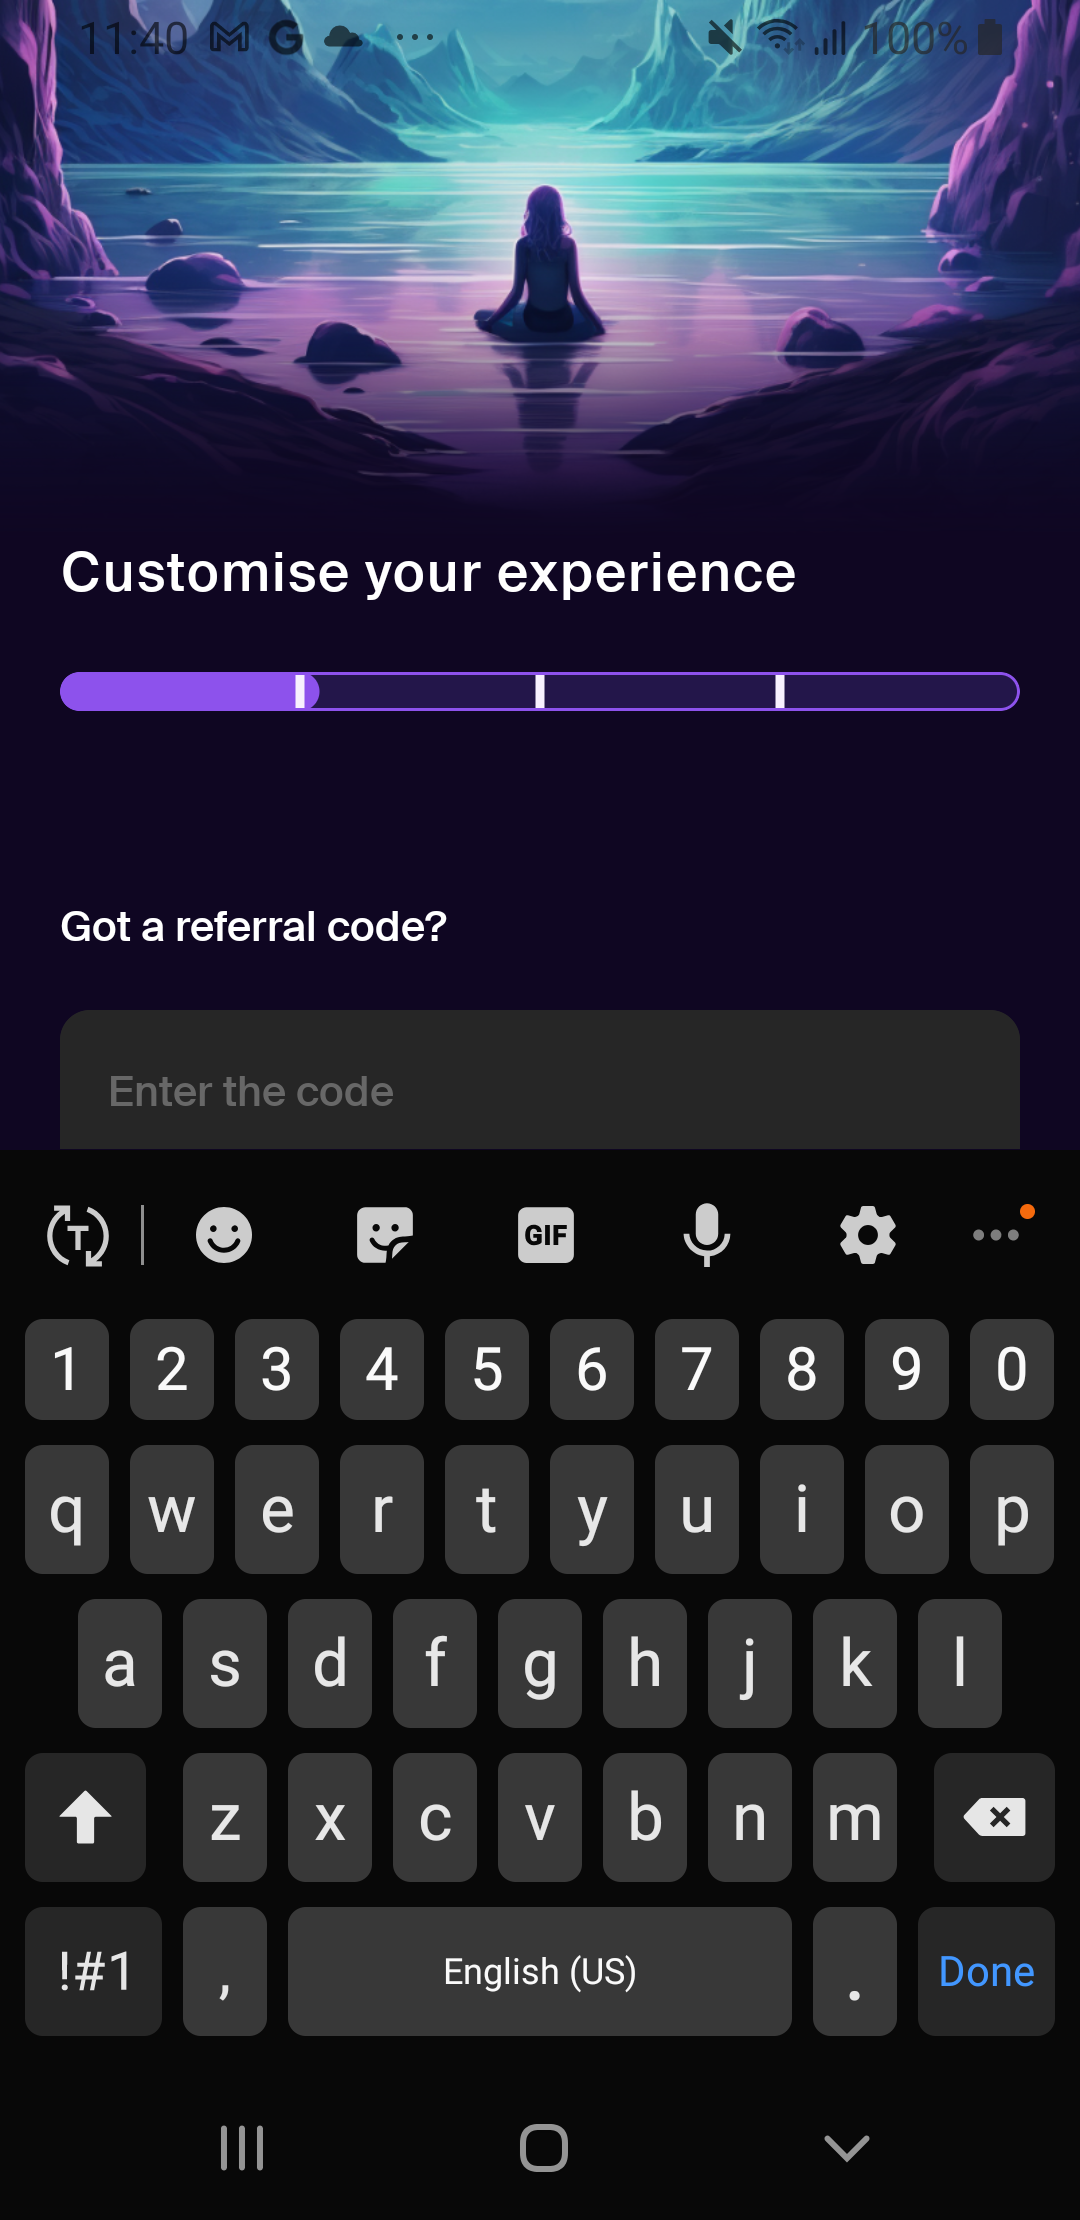 11:40 G 100%
Customise your experience
Got a referral code?
Enter the code
T GIF
1 2 3 4 5 6 7 8 9 0
q w e r t y u i o p
a s d f g h j k l
z x c v b n m
!#1 , English (US) . Done